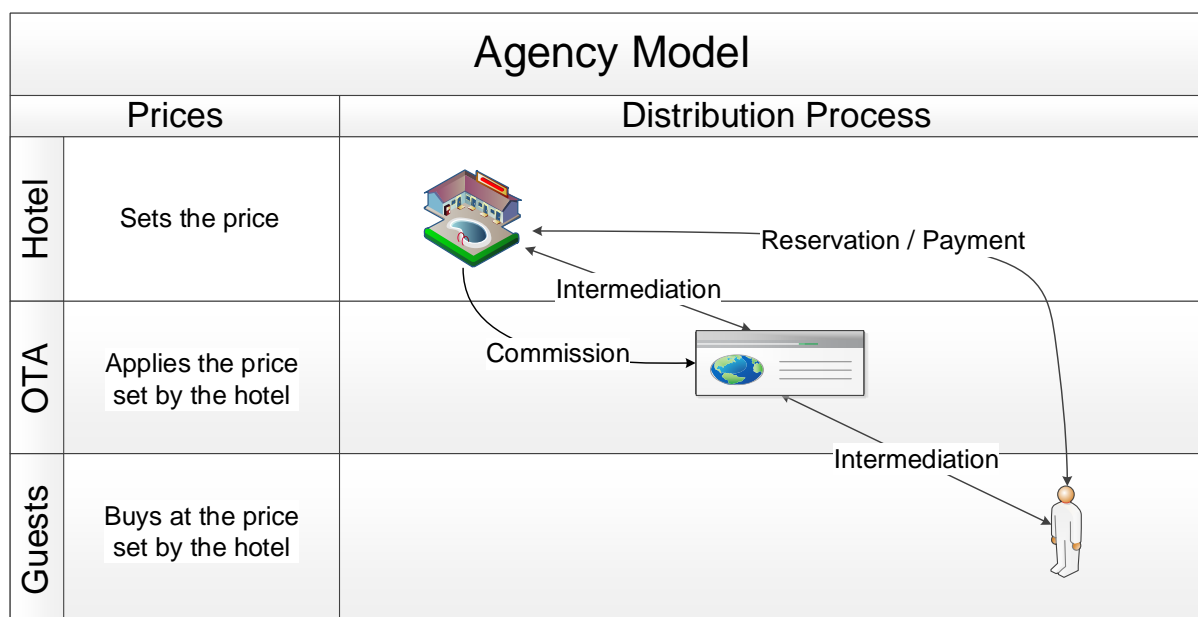 Agency Model
Prices
Distribution Process
Hotel
Sets the price
Reservation / Payment
Intermediation
OTA
Applies the price
set by the hotel
Commission
Intermediation
Guests
Buys at the price
set by the hotel